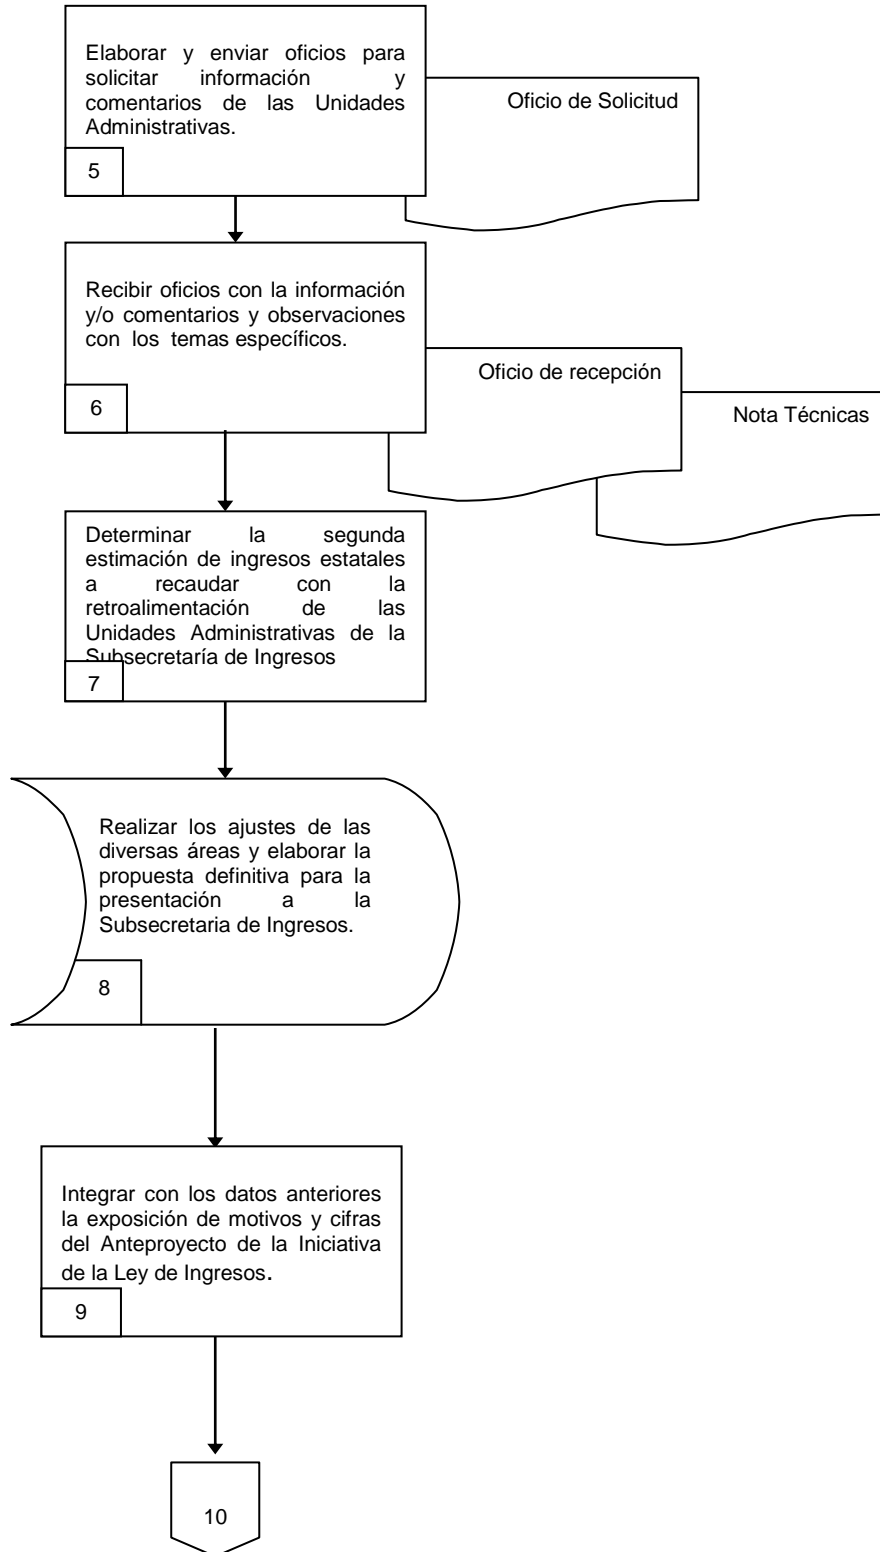 Elaborar y enviar oficios para
solicitar información y
comentarios de las Unidades
Administrativas.
5
Oficio de Solicitud
Recibir oficios con la información
y/o comentarios y observaciones
con los temas específicos.
6
Oficio de recepción
Nota Técnicas
Determinar la segunda
estimación de ingresos estatales
a recaudar con la
retroalimentación de las
Unidades Administrativas de la
Subsecretaría de Ingresos
7
Realizar los ajustes de las
diversas áreas y elaborar la
propuesta definitiva para la
presentación a la
Subsecretaria de Ingresos.
8
Integrar con los datos anteriores
la exposición de motivos y cifras
del Anteproyecto de la Iniciativa
de la Ley de Ingresos.
9
10